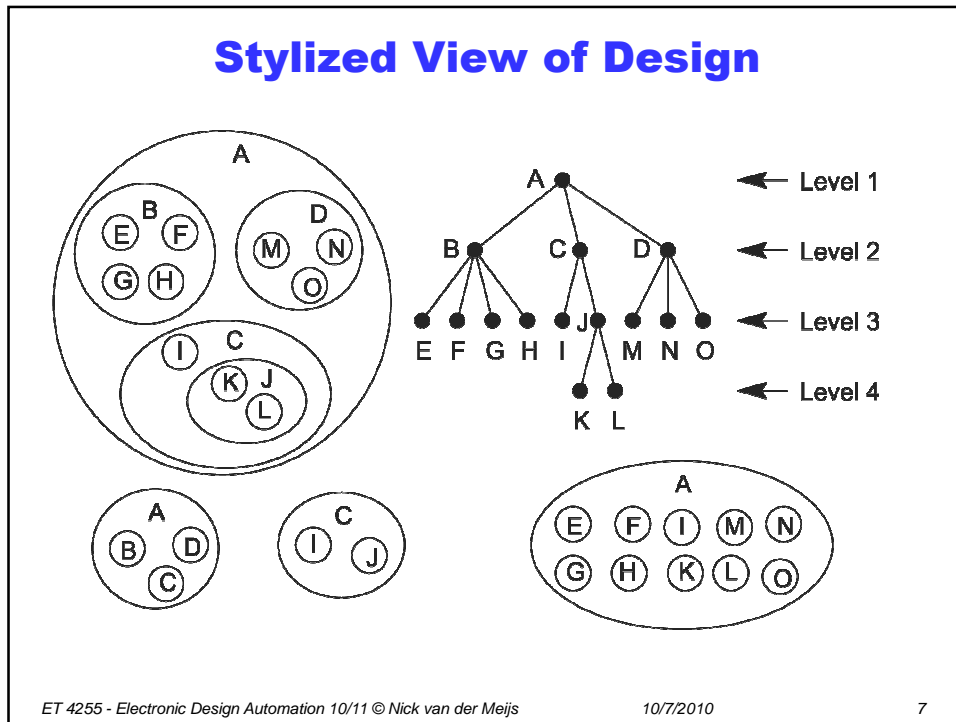 Stylized View of Design
A
B
E
F
G
H
D
M
N
O
C
I
K
J
L
A
Level 1
B
C
D
Level 2
J
Level 3
E F G H I M N O
Level 4
K L
A
B
D
C
C
I
J
A
E F I M N
G H K L O
ET 4255 - Electronic Design Automation 10/11 © Nick van der Meijs 10/7/2010 7